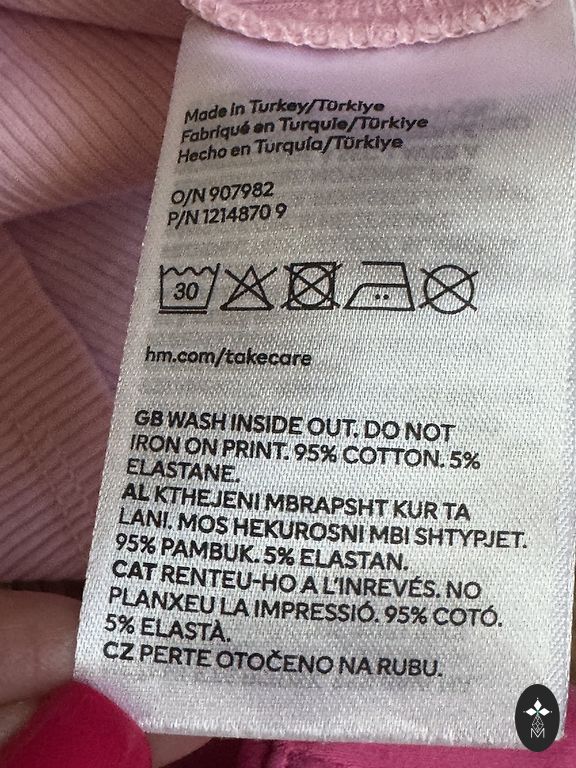 Made in Turkey/Türkiye
Fabriqué en Turquie/Türkiye
Hecho en Turquía/Türkiye
O/N 907982
P/N 1214870 9
30
hm.com/takecare
GB WASH INSIDE OUT. DO NOT
IRON ON PRINT. 95% COTTON. 5%
ELASTANE.
AL KTHEJENI MBRAPSHT KUR TA
LANI. MOS HEKUROSNI MBI SHTYPJET.
95% PAMBUK. 5% ELASTAN.
CAT RENTEU-HO A L'INREVÉS. NO
PLANXEU LA IMPRESSIÓ. 95% COTÓ.
5% ELASTÀ.
CZ PERTE OTOČENO NA RUBU.
M